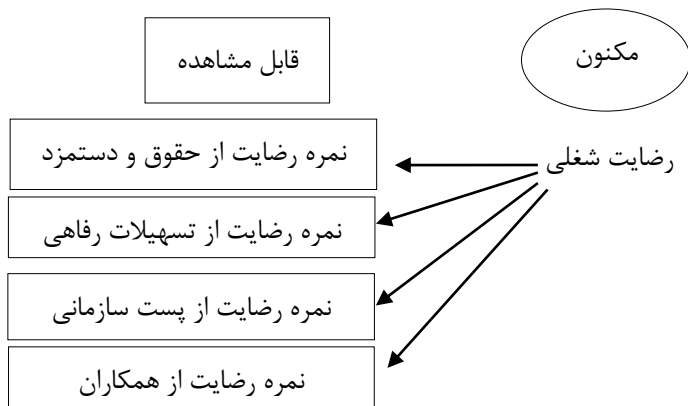 مکنون
قابل مشاهده
رضایت شغلی
نمره رضایت از حقوق و دستمزد
نمره رضایت از تسهیلات رفاهی
نمره رضایت از پست سازمانی
نمره رضایت از همکاران